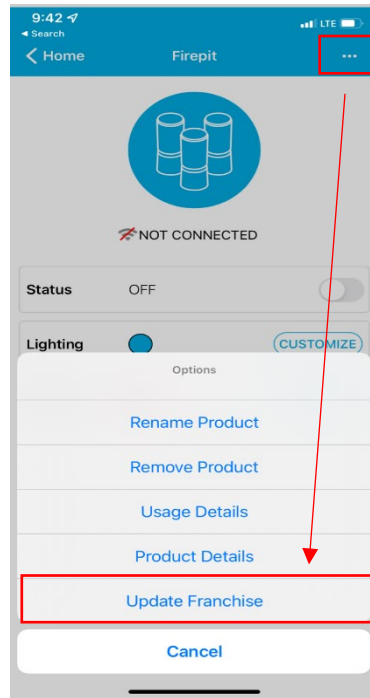 9:42
LTE
◄ Search
Home
Firepit
...
NOT CONNECTED
Status OFF
Lighting CUSTOMIZE
Options
Rename Product
Remove Product
Usage Details
Product Details
Update Franchise
Cancel